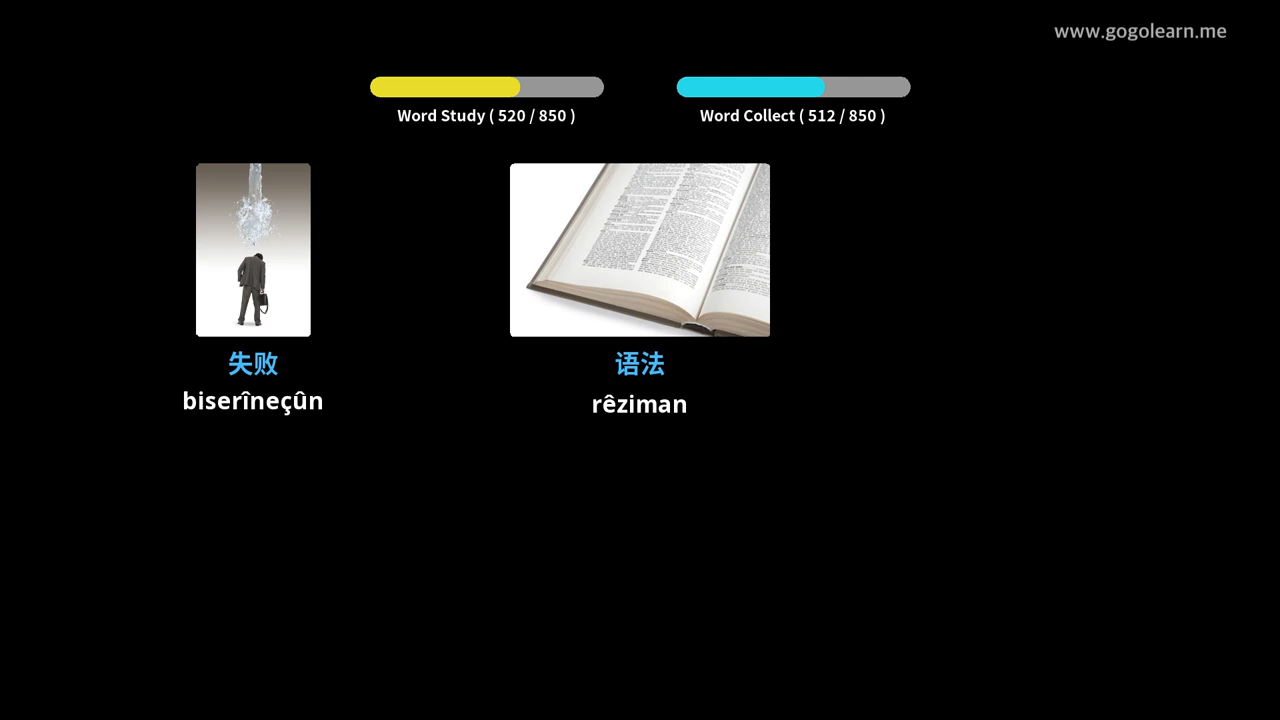 www.gogolearn.me
Word Study ( 520 / 850 )
Word Collect ( 512 / 850 )
失败
biserîneçûn
语法
rêziman